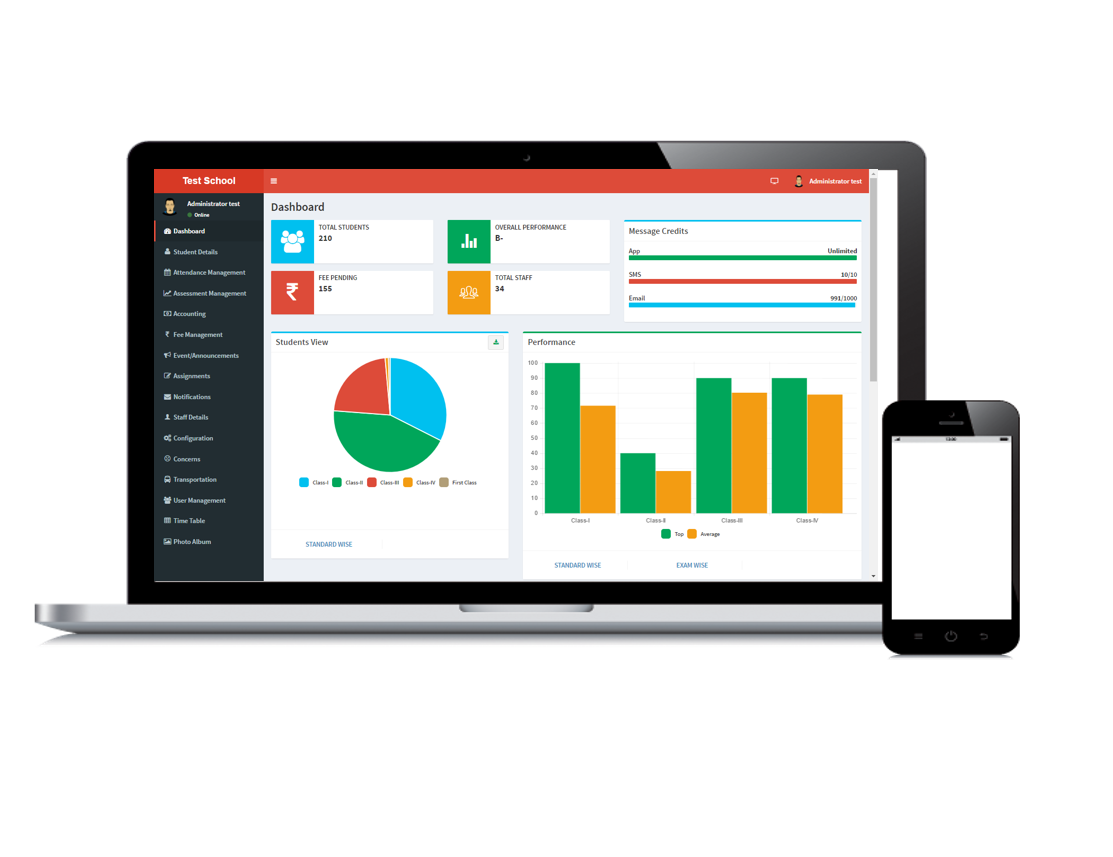 Test School
Administrator test
Administrator test
Online
Dashboard
Student Details
Attendance Management
Assessment Management
Accounting
₹ Fee Management
Event/Announcements
Assignments
Notifications
Staff Details
Configuration
Concerns
Transportation
User Management
Time Table
Photo Album
Dashboard
TOTAL STUDENTS
210
OVERALL PERFORMANCE
B-
₹ FEE PENDING
155
TOTAL STAFF
34
Message Credits
App Unlimited
SMS 10/10
Email 991/1000
Students View
Class-I Class-II Class-III Class-IV First Class
STANDARD WISE
Performance
100
90
80
70
60
50
40
30
20
10
0
Class-I Class-II Class-III Class-IV
Top Average
STANDARD WISE EXAM WISE